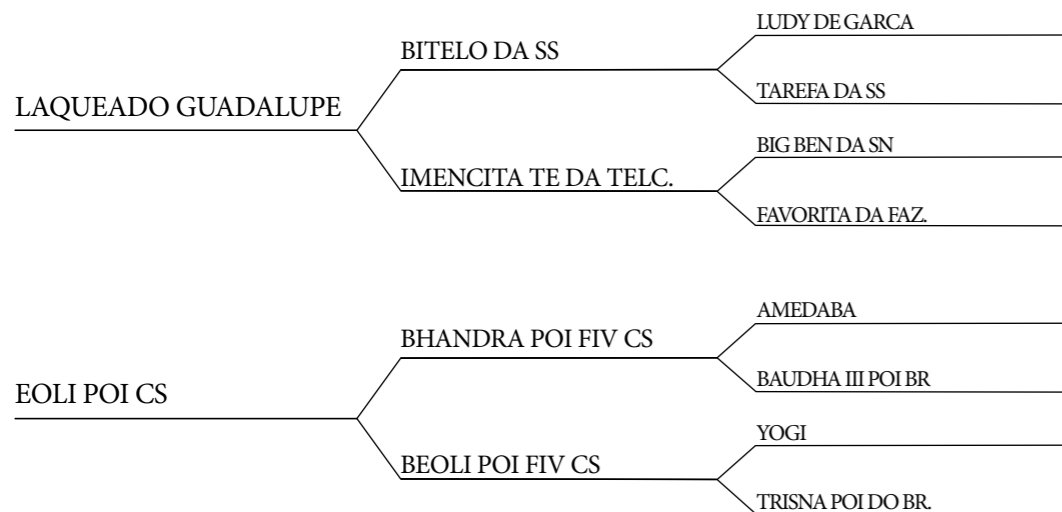 LUDY DE GARCA
BITELO DA SS
TAREFA DA SS
LAQUEADO GUADALUPE
BIG BEN DA SN
IMENCITA TE DA TELC.
FAVORITA DA FAZ.
AMEDABA
BHANDRA POI FIV CS
BAUDHA III POI BR
EOLI POI CS
YOGI
BEOLI POI FIV CS
TRISNA POI DO BR.